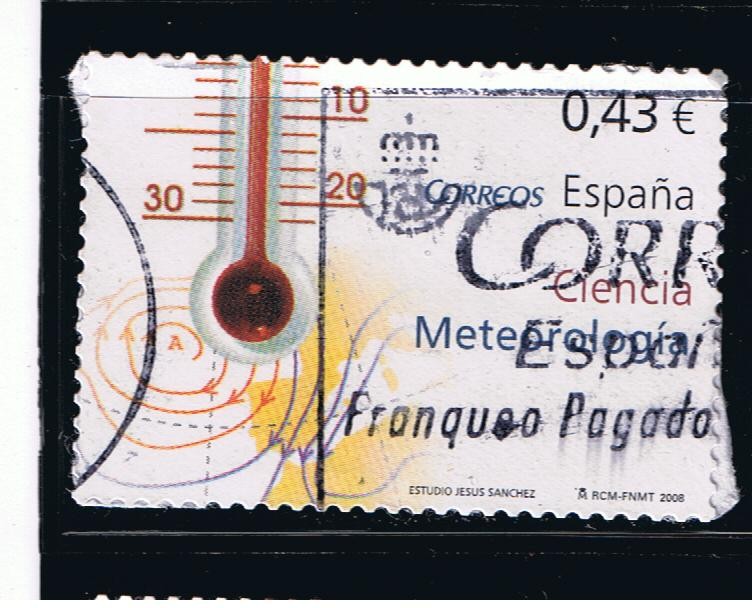 10
0,43 €
30
20
CORREOS España
CORR
Ciencia
Meteorología
Españ
Franqueo Pagado
A
ESTUDIO JESUS SANCHEZ
RCM-FNMT 2008